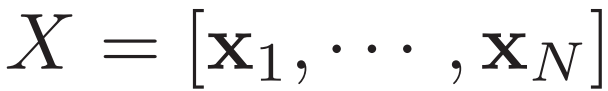 X = [x₁, ⋯ , x_N]